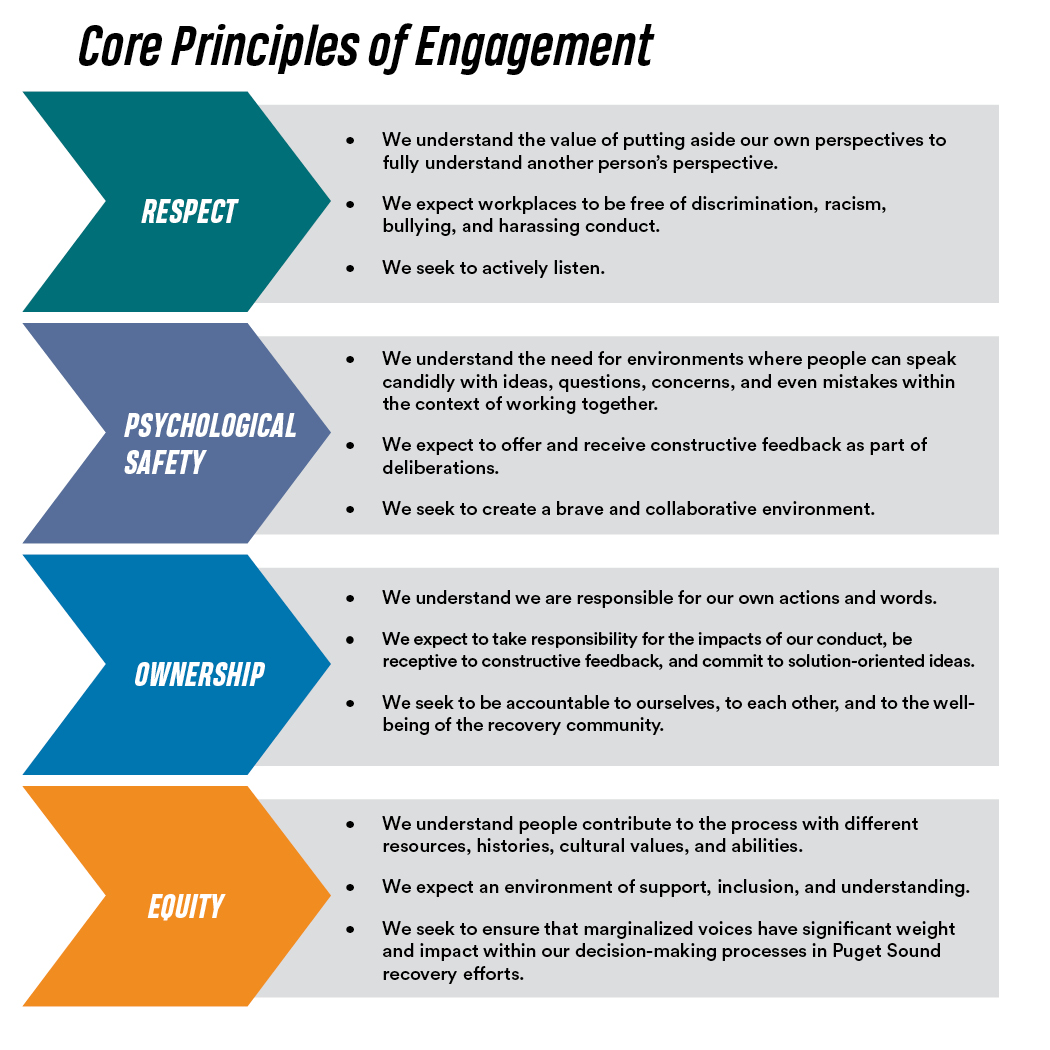 Core Principles of Engagement
RESPECT
• We understand the value of putting aside our own perspectives to
fully understand another person’s perspective.
• We expect workplaces to be free of discrimination, racism,
bullying, and harassing conduct.
• We seek to actively listen.
PSYCHOLOGICAL
SAFETY
• We understand the need for environments where people can speak
candidly with ideas, questions, concerns, and even mistakes within
the context of working together.
• We expect to offer and receive constructive feedback as part of
deliberations.
• We seek to create a brave and collaborative environment.
OWNERSHIP
• We understand we are responsible for our own actions and words.
• We expect to take responsibility for the impacts of our conduct, be
receptive to constructive feedback, and commit to solution-oriented ideas.
• We seek to be accountable to ourselves, to each other, and to the well-
being of the recovery community.
EQUITY
• We understand people contribute to the process with different
resources, histories, cultural values, and abilities.
• We expect an environment of support, inclusion, and understanding.
• We seek to ensure that marginalized voices have significant weight
and impact within our decision-making processes in Puget Sound
recovery efforts.